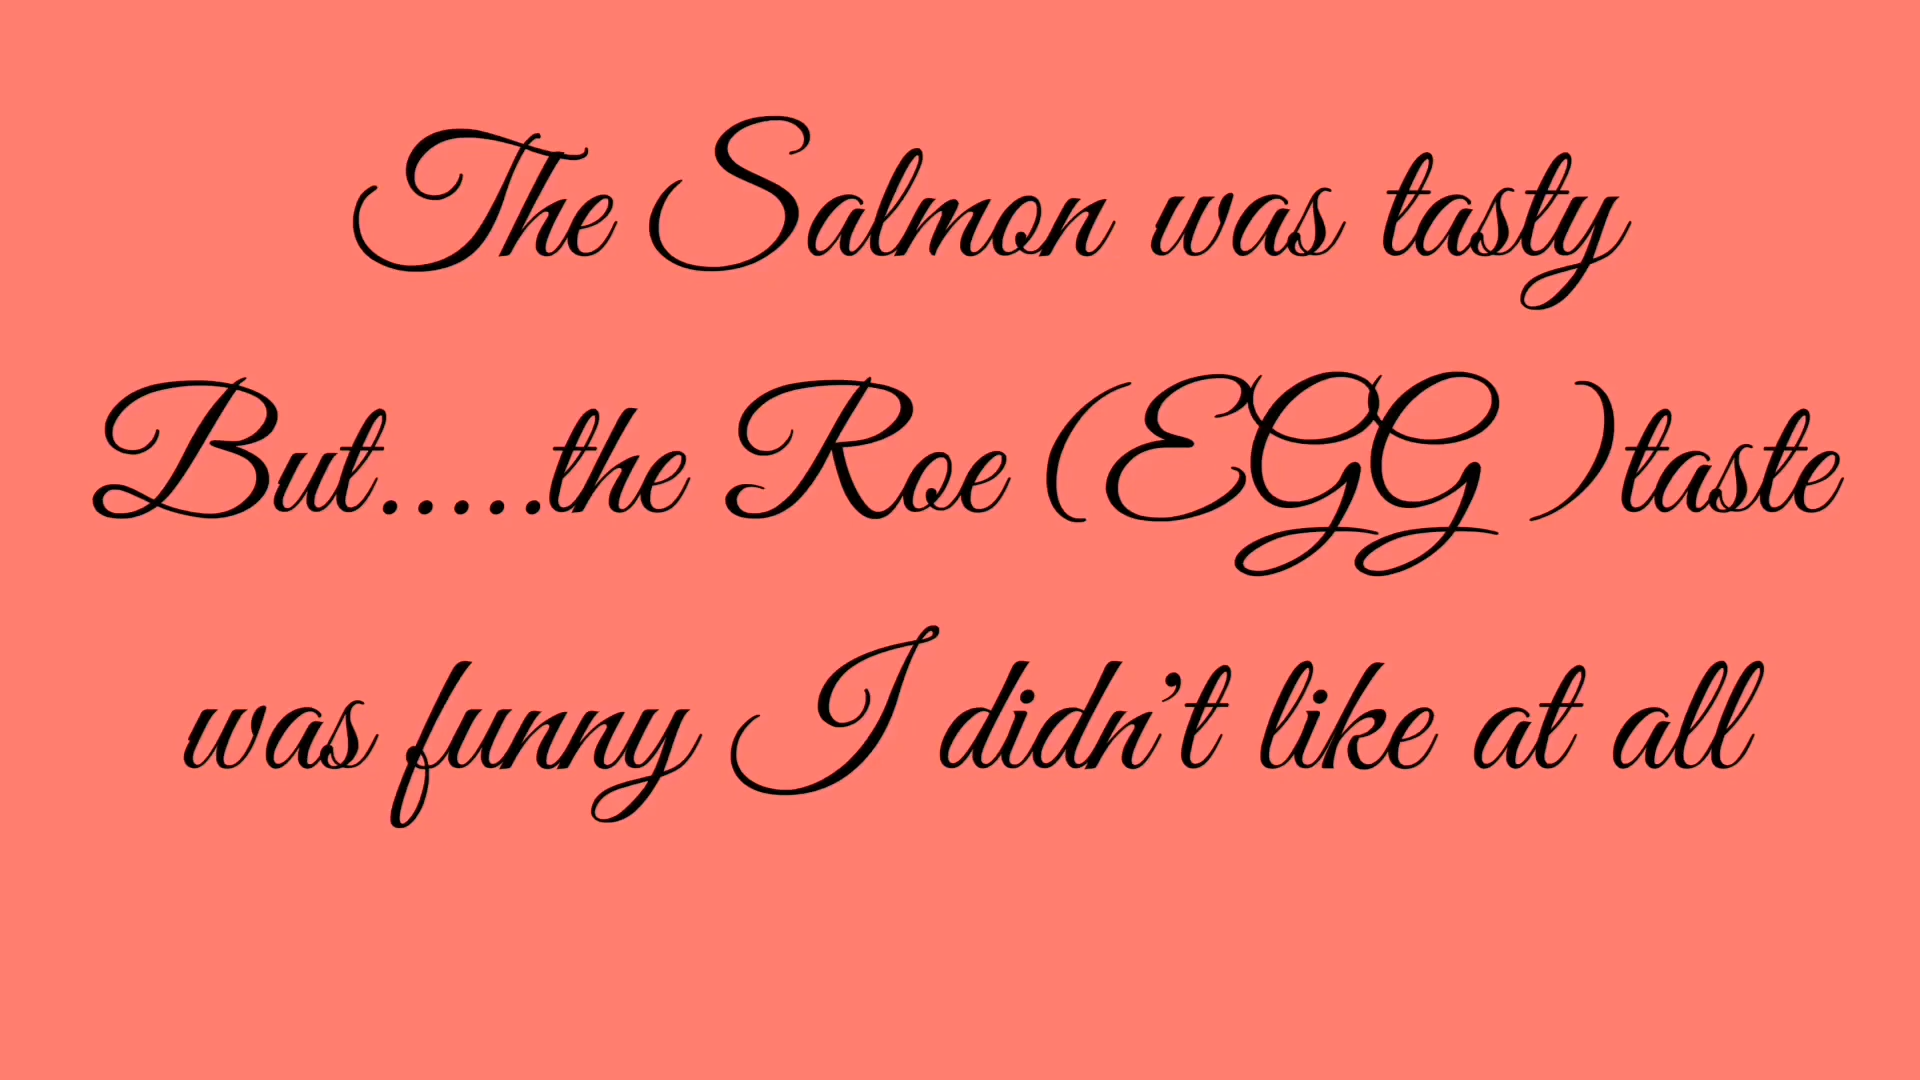 The Salmon was tasty
But.....the Roe (EGG )taste
was funny I didn't like at all